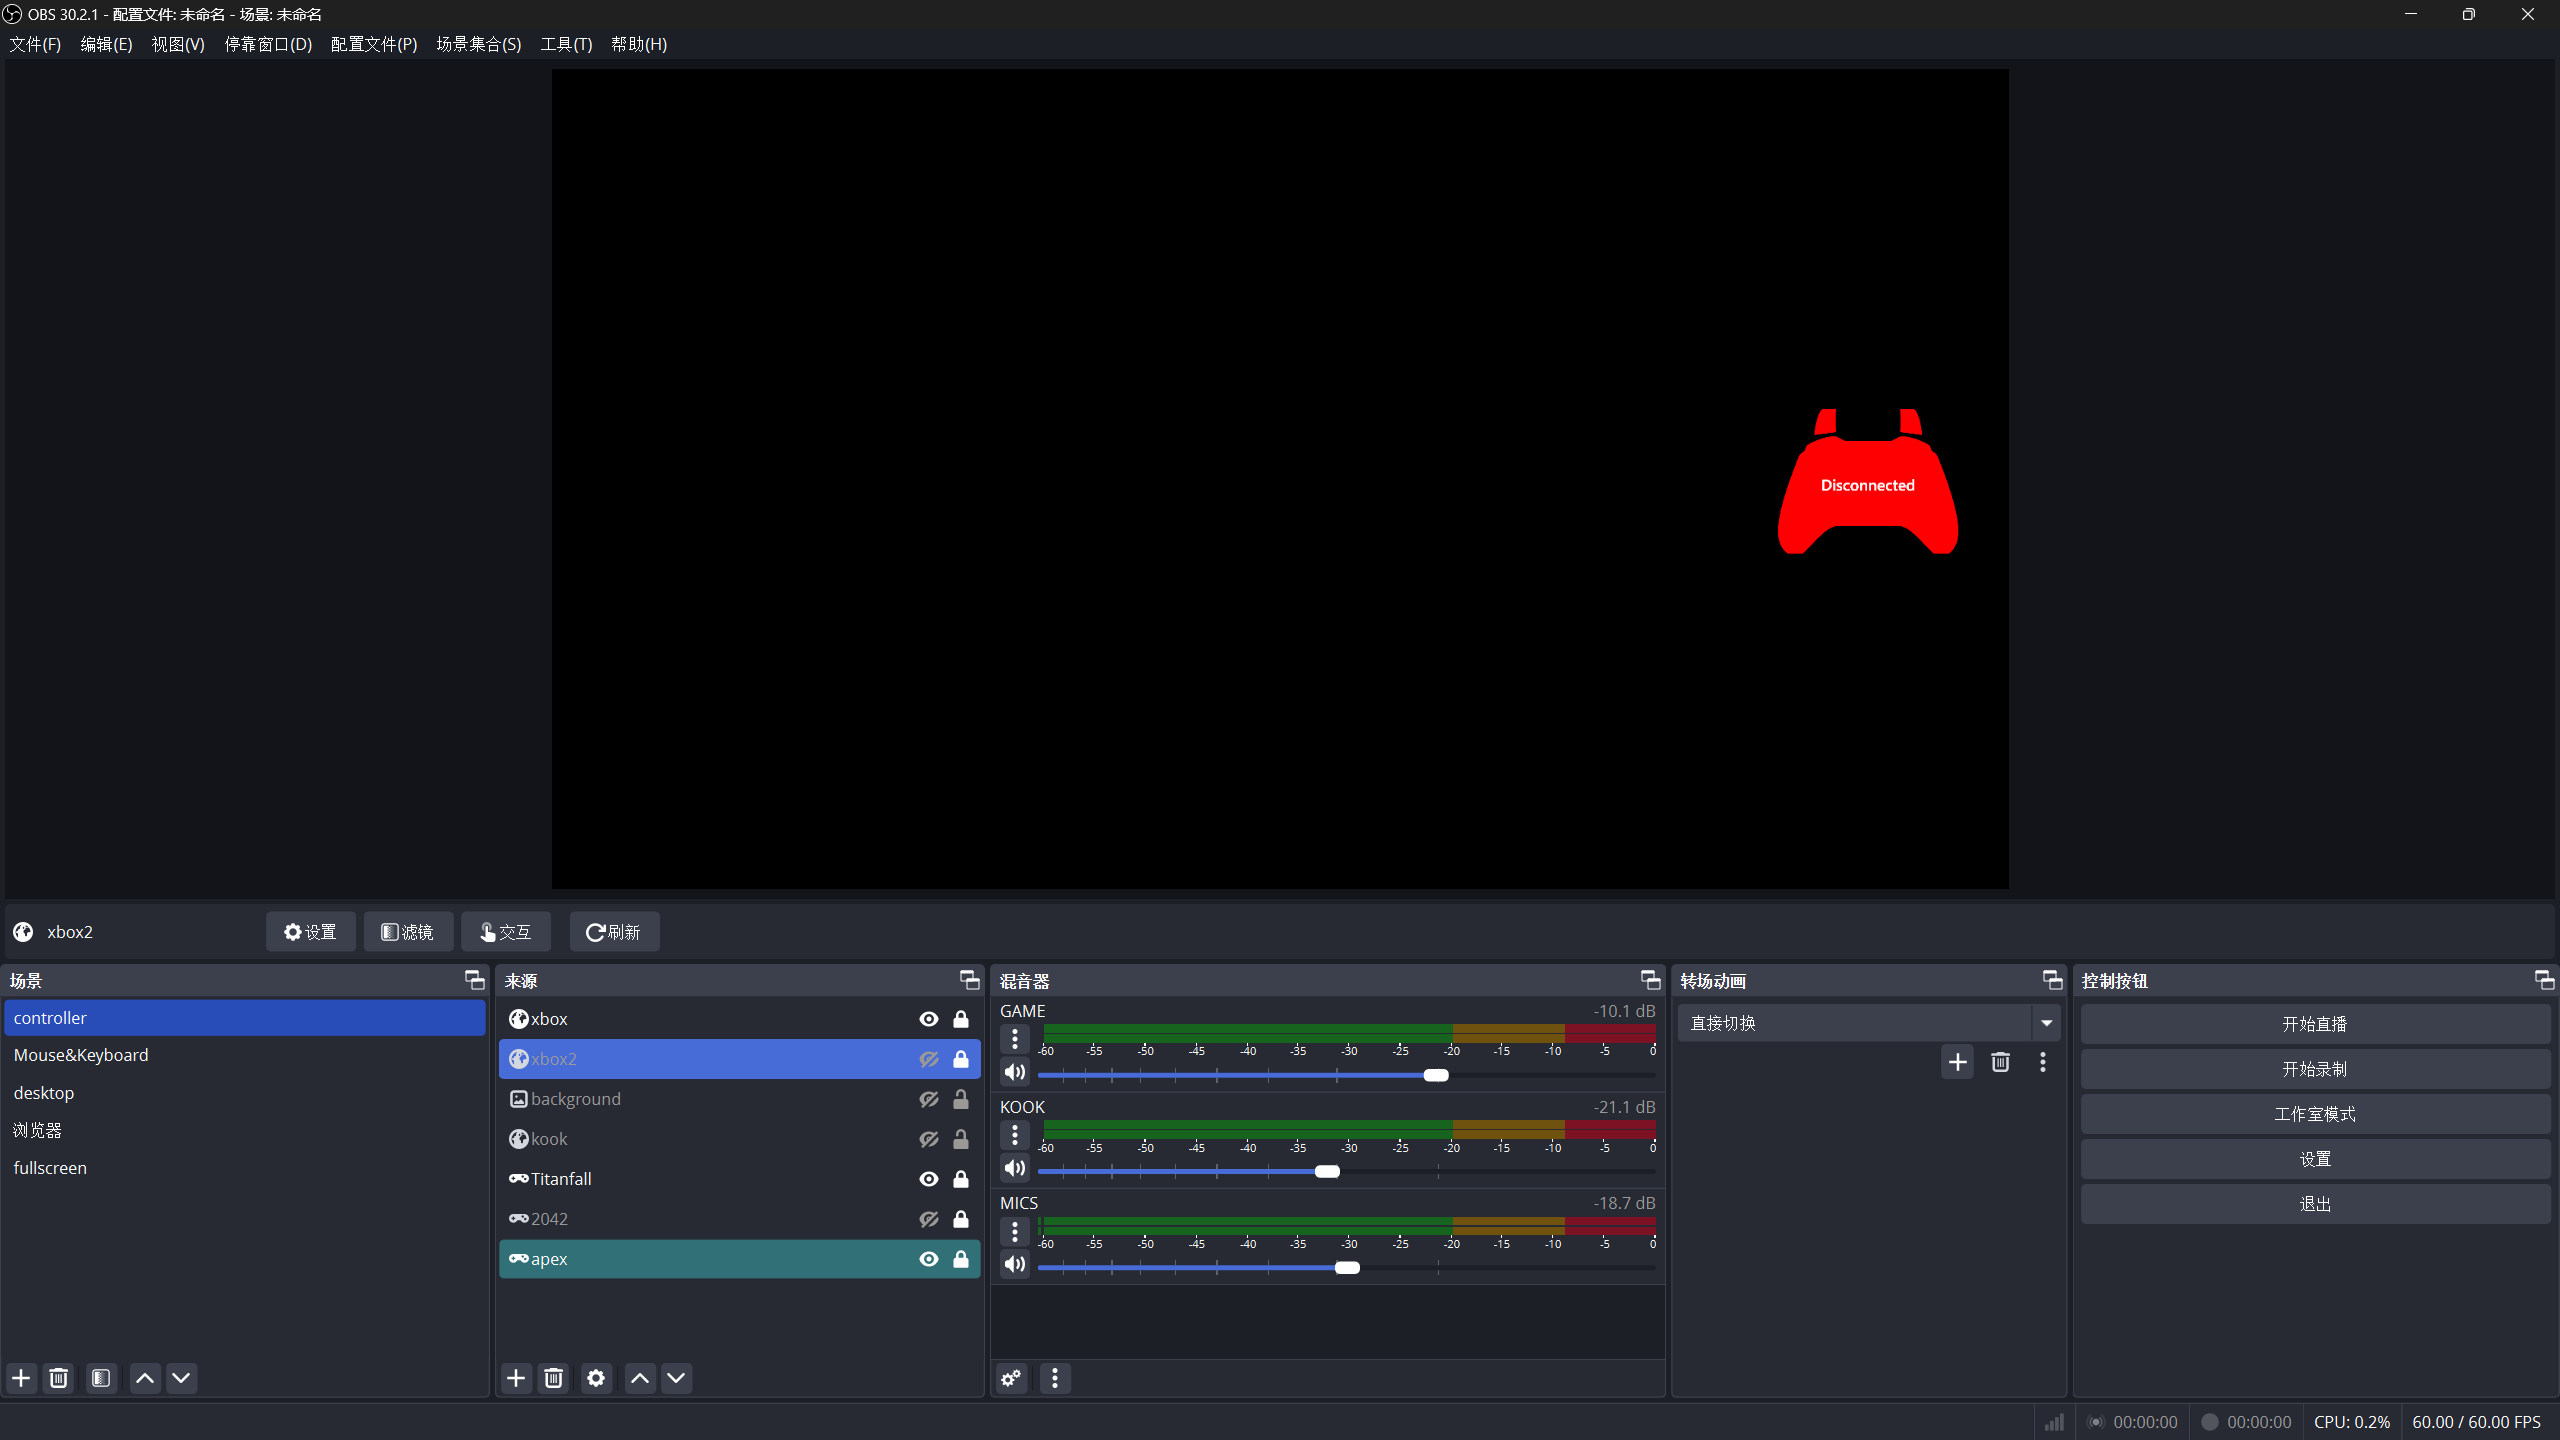 OBS 30.2.1 - 配置文件: 未命名 - 场景: 未命名
文件(F) 编辑(E) 视图(V) 停靠窗口(D) 配置文件(P) 场景集合(S) 工具(T) 帮助(H)
Disconnected
xbox2 设置 滤镜 交互 刷新
场景
controller
Mouse&Keyboard
desktop
浏览器
fullscreen
来源
xbox
xbox2
background
kook
Titanfall
2042
apex
混音器
GAME -10.1 dB
-60 -55 -50 -45 -40 -35 -30 -25 -20 -15 -10 -5 0
KOOK -21.1 dB
-60 -55 -50 -45 -40 -35 -30 -25 -20 -15 -10 -5 0
MICS -18.7 dB
-60 -55 -50 -45 -40 -35 -30 -25 -20 -15 -10 -5 0
转场动画
直接切换
控制按钮
开始直播
开始录制
工作室模式
设置
退出
00:00:00 00:00:00 CPU: 0.2% 60.00 / 60.00 FPS